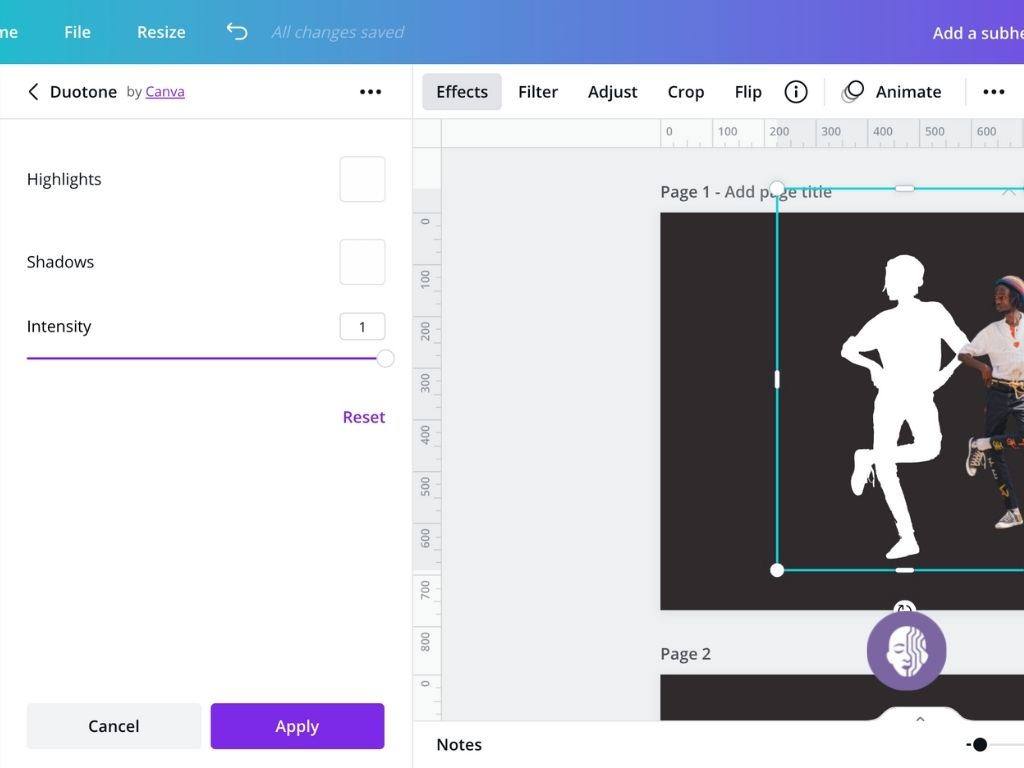 me File Resize All changes saved Add a subhe
Duotone by Canva
Effects Filter Adjust Crop Flip Animate
0 100 200 300 400 500 600
Highlights
Shadows
Intensity 1
Reset
Page 1 - Add page title
0
100
200
300
400
500
600
700
800
0
Page 2
Cancel Apply
Notes